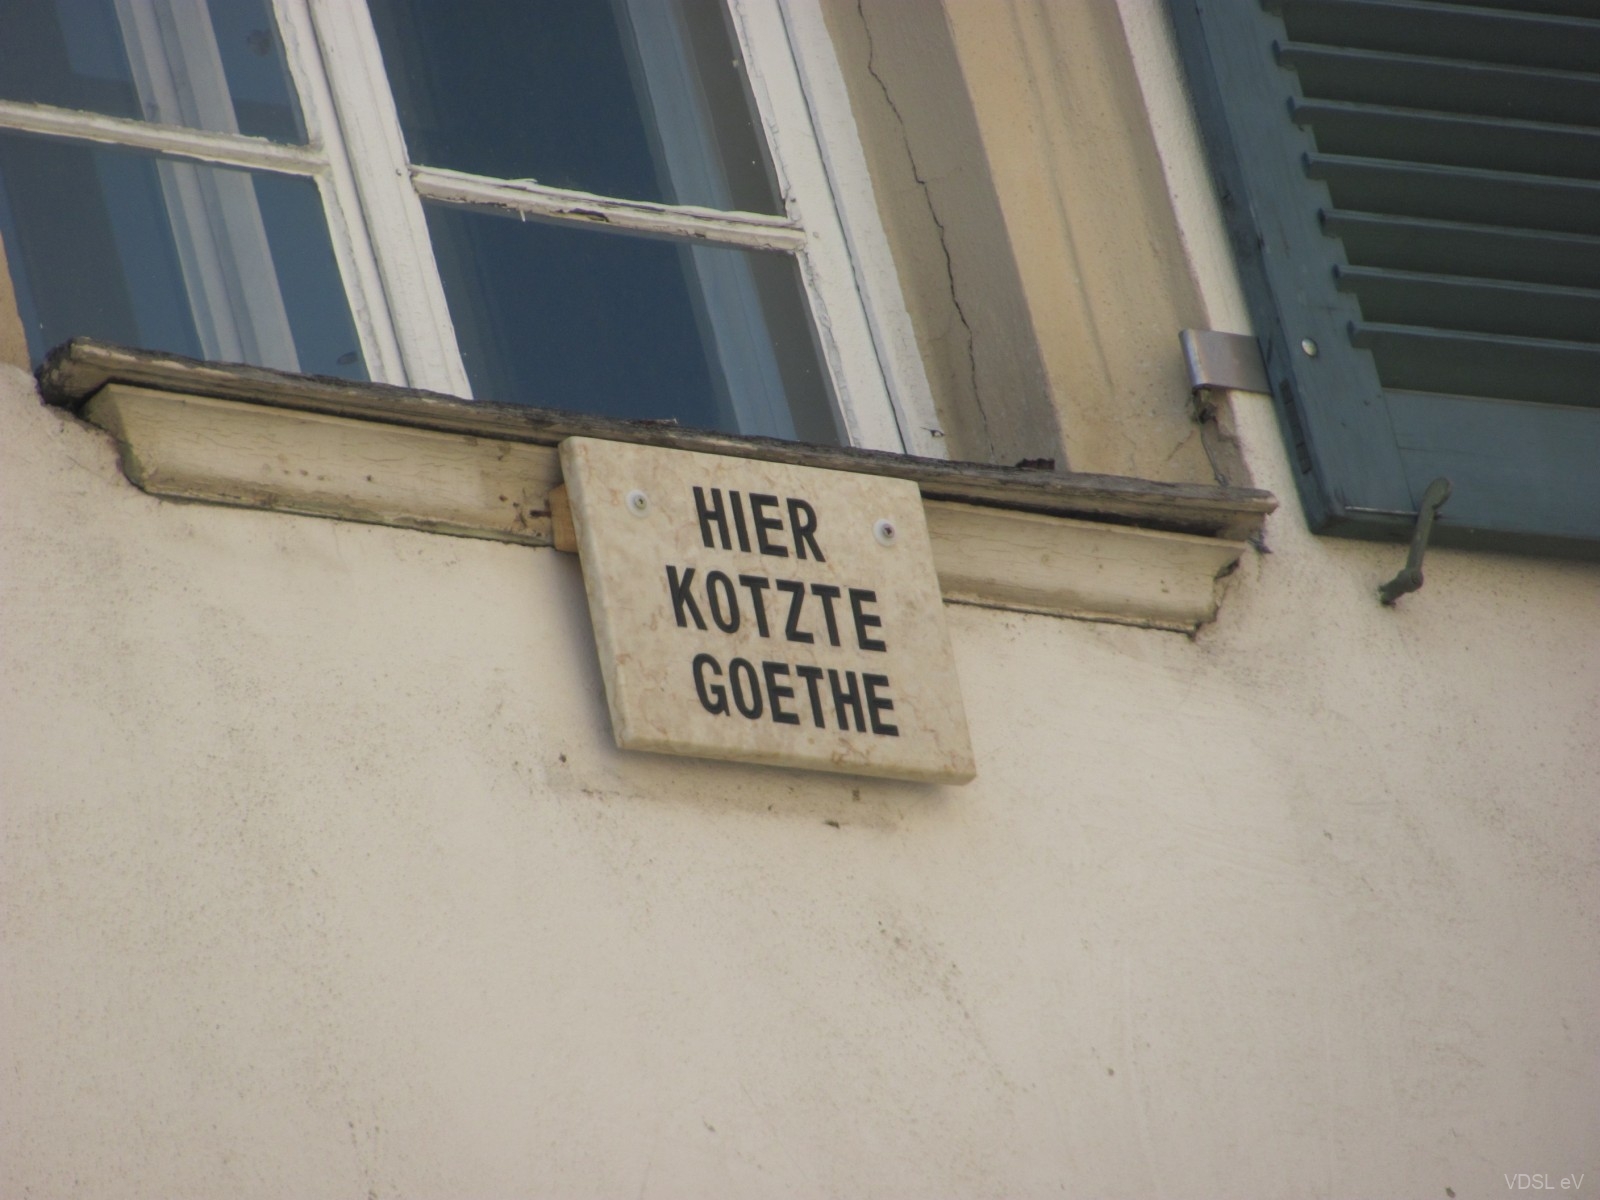 HIER
KOTZTE
GOETHE
VDSL eV